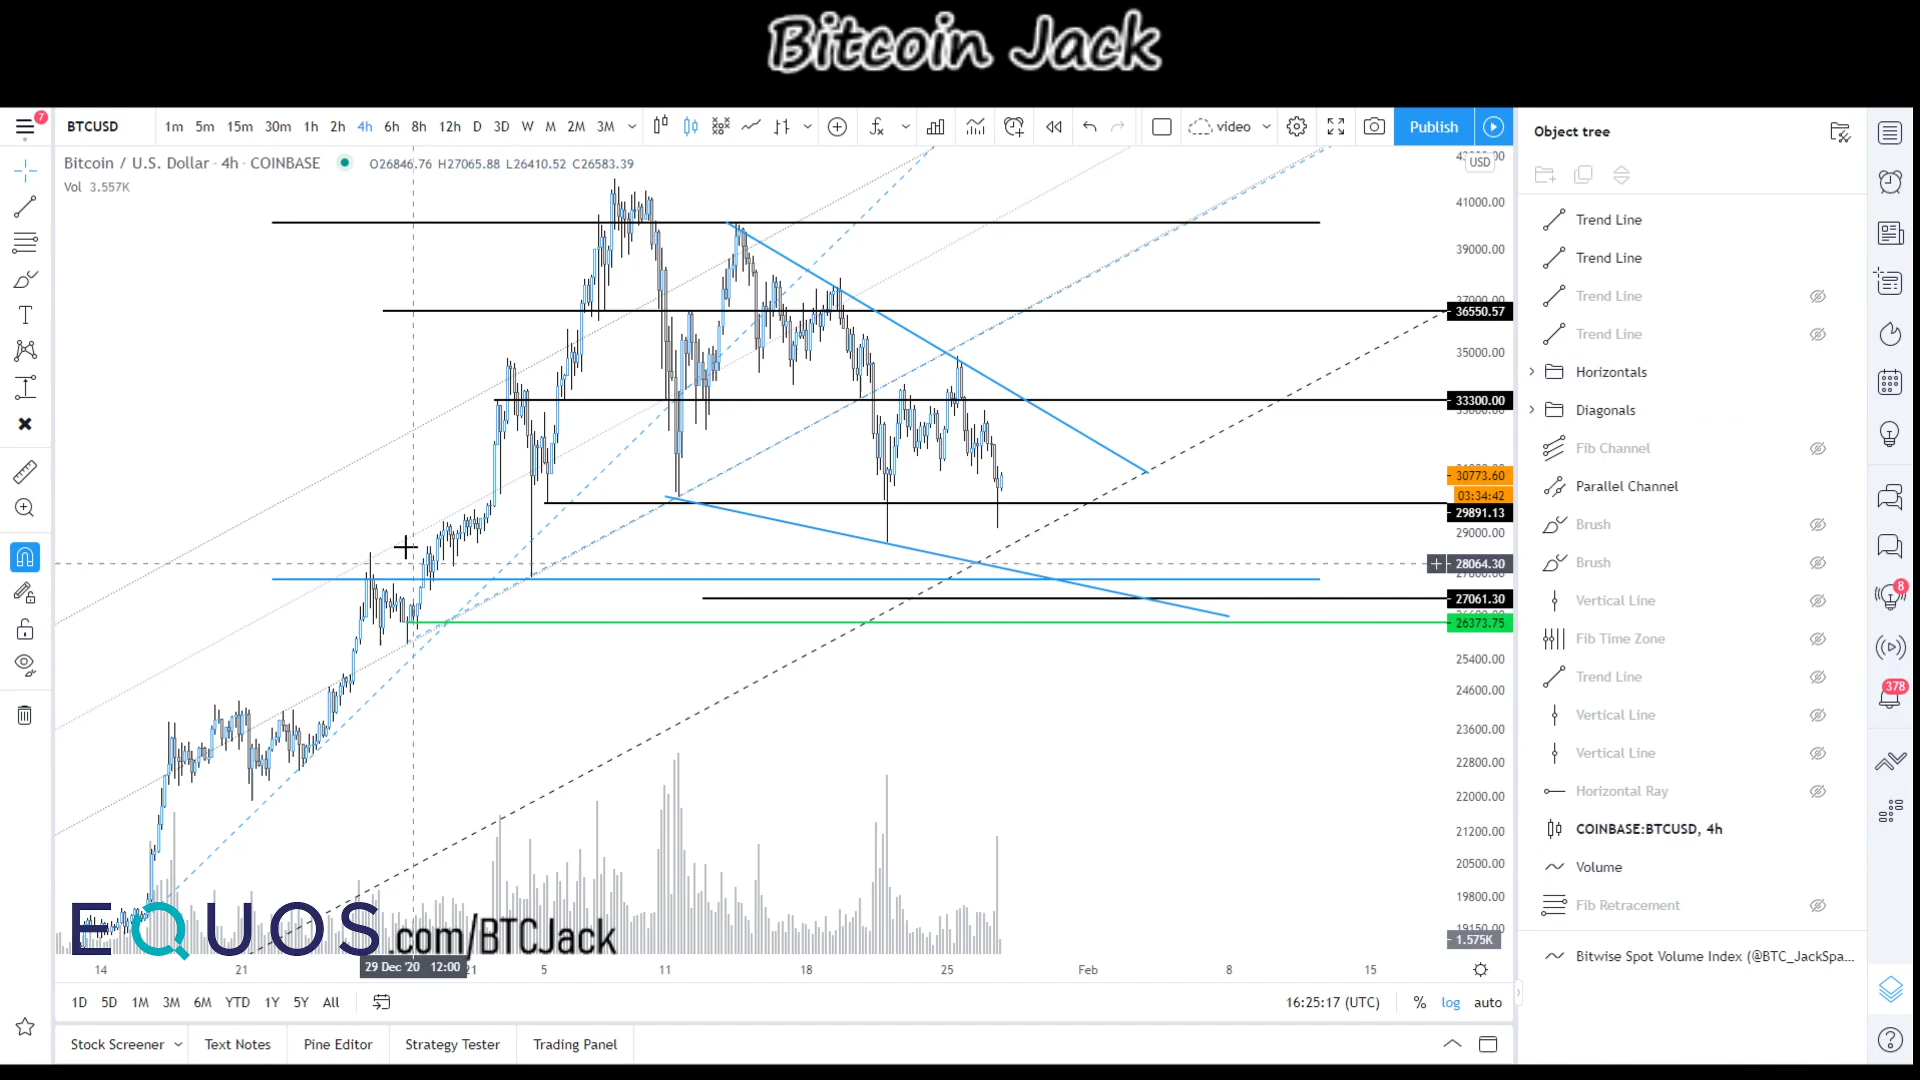 Bitcoin Jack
7
BTCUSD
1m 5m 15m 30m 1h 2h 4h 6h 8h 12h D 3D W M 2M 3M
video
Publish
Object tree
Bitcoin / U.S. Dollar · 4h · COINBASE
O26846.76 H27065.88 L26410.52 C26583.39
USD
Vol 3.557K
41000.00
39000.00
36550.57
35000.00
33300.00
30773.60
03:34:42
29891.13
29000.00
28064.30
27061.30
26373.75
25400.00
24600.00
23600.00
22800.00
22000.00
21200.00
20500.00
19800.00
1.575K
Trend Line
Trend Line
Trend Line
Trend Line
Horizontals
Diagonals
Fib Channel
Parallel Channel
Brush
Brush
Vertical Line
Fib Time Zone
Trend Line
Vertical Line
Vertical Line
Horizontal Ray
COINBASE:BTCUSD, 4h
Volume
Fib Retracement
Bitwise Spot Volume Index (@BTC_JackSpa...
8
378
EQUOS.com/BTCJack
14 21 29 Dec '20 12:00 5 11 18 25 Feb 8 15
1D 5D 1M 3M 6M YTD 1Y 5Y All
16:25:17 (UTC) % log auto
Stock Screener Text Notes Pine Editor Strategy Tester Trading Panel